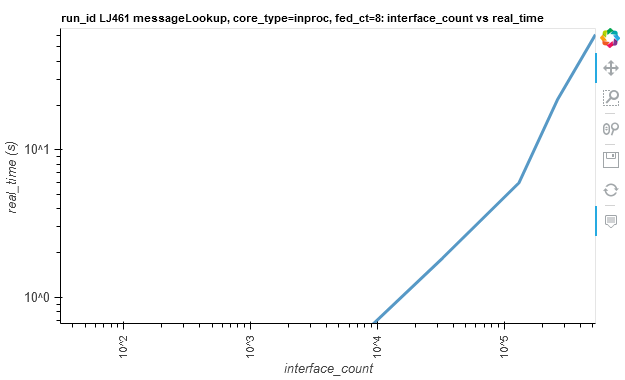 run_id LJ461 messageLookup, core_type=inproc, fed_ct=8: interface_count vs real_time
real_time (s)
10^1
10^0
10^2
10^3
10^4
10^5
interface_count